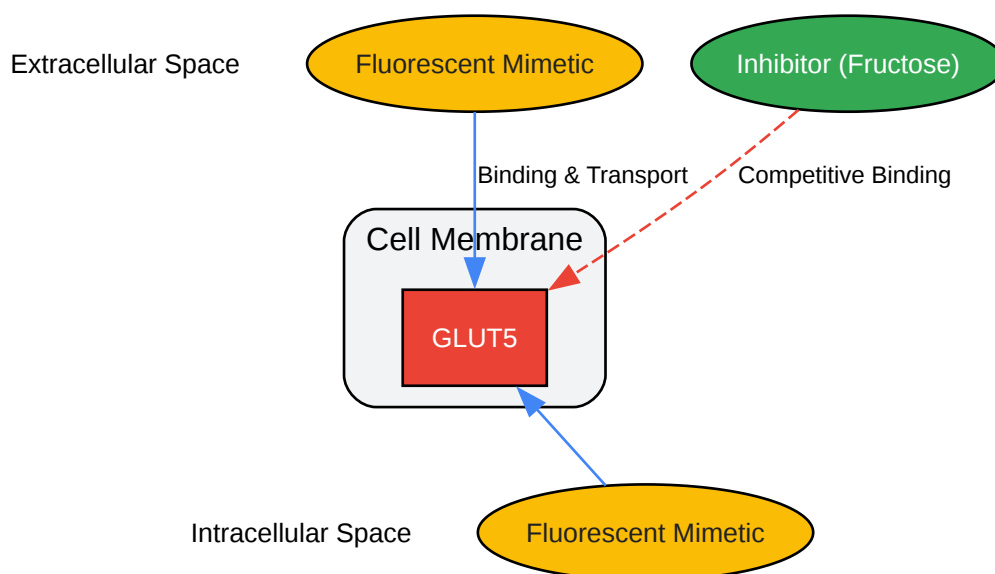 Extracellular Space
Fluorescent Mimetic
Inhibitor (Fructose)
Binding & Transport
Competitive Binding
Cell Membrane
GLUT5
Intracellular Space
Fluorescent Mimetic